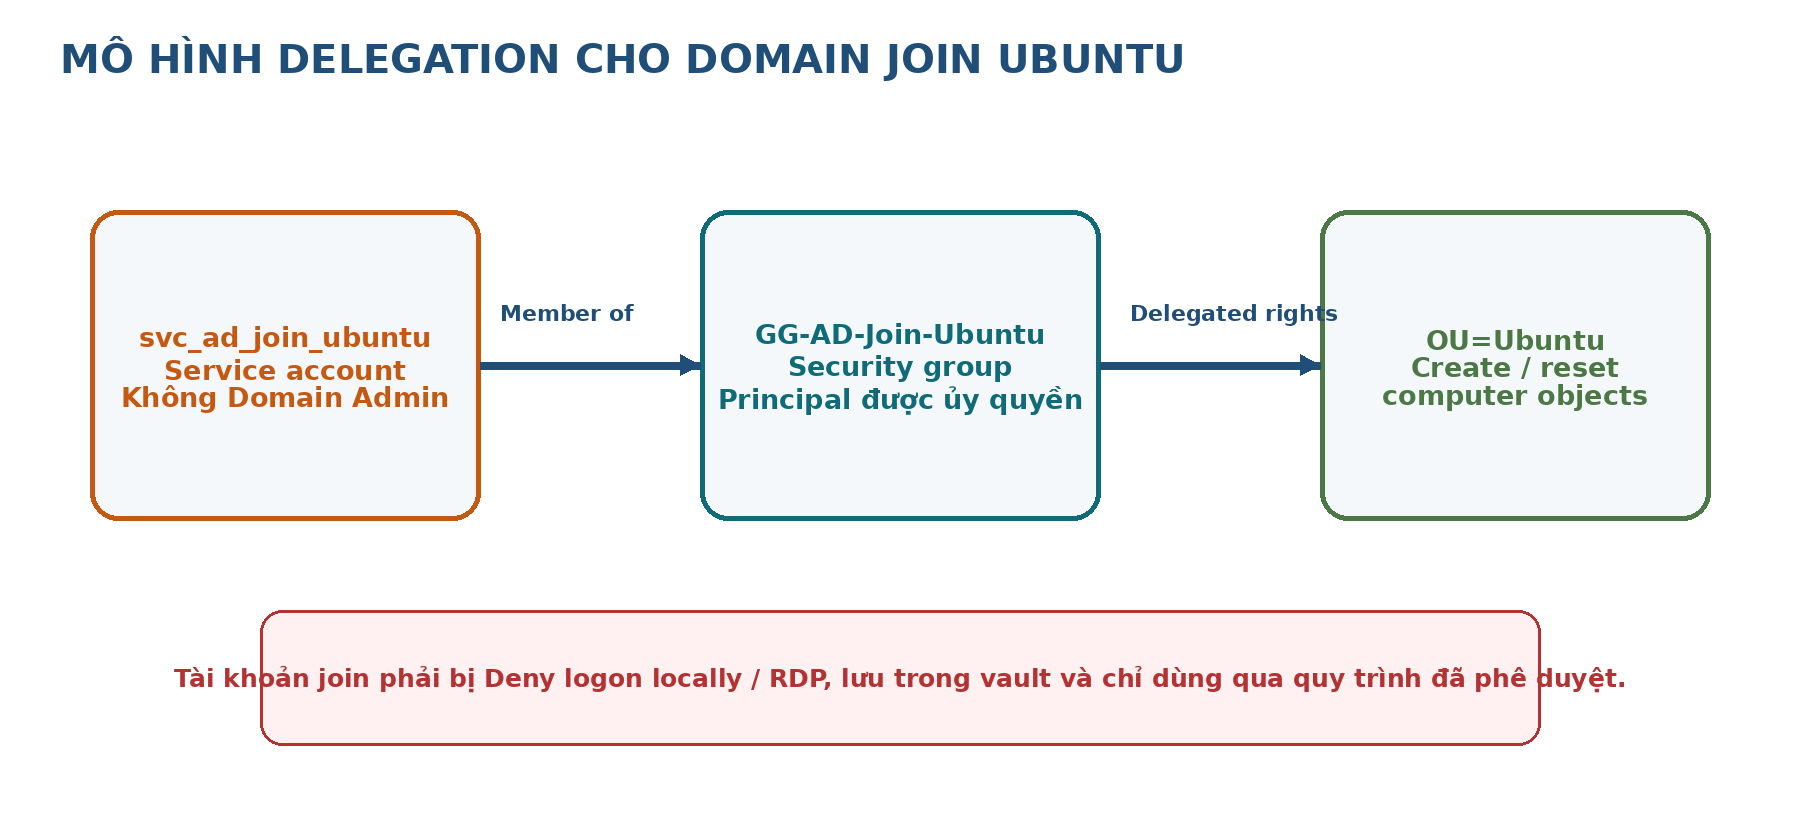 MÔ HÌNH DELEGATION CHO DOMAIN JOIN UBUNTU
svc_ad_join_ubuntu
Service account
Không Domain Admin
Member of
GG-AD-Join-Ubuntu
Security group
Principal được ủy quyền
Delegated rights
OU=Ubuntu
Create / reset
computer objects
Tài khoản join phải bị Deny logon locally / RDP, lưu trong vault và chỉ dùng qua quy trình đã phê duyệt.